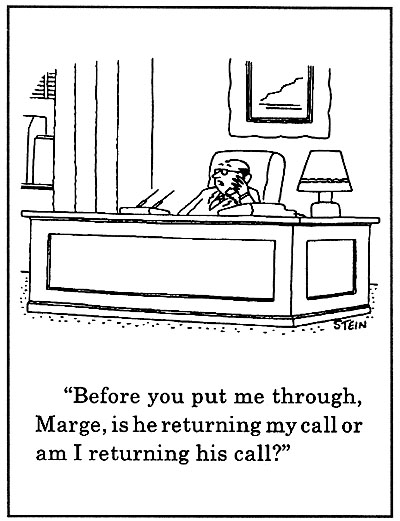 STEIN
“Before you put me through,
Marge, is he returning my call or
am I returning his call?”